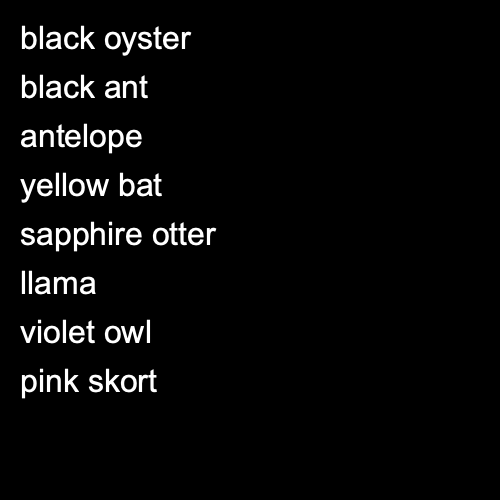 black oyster
black ant
antelope
yellow bat
sapphire otter
llama
violet owl
pink skort